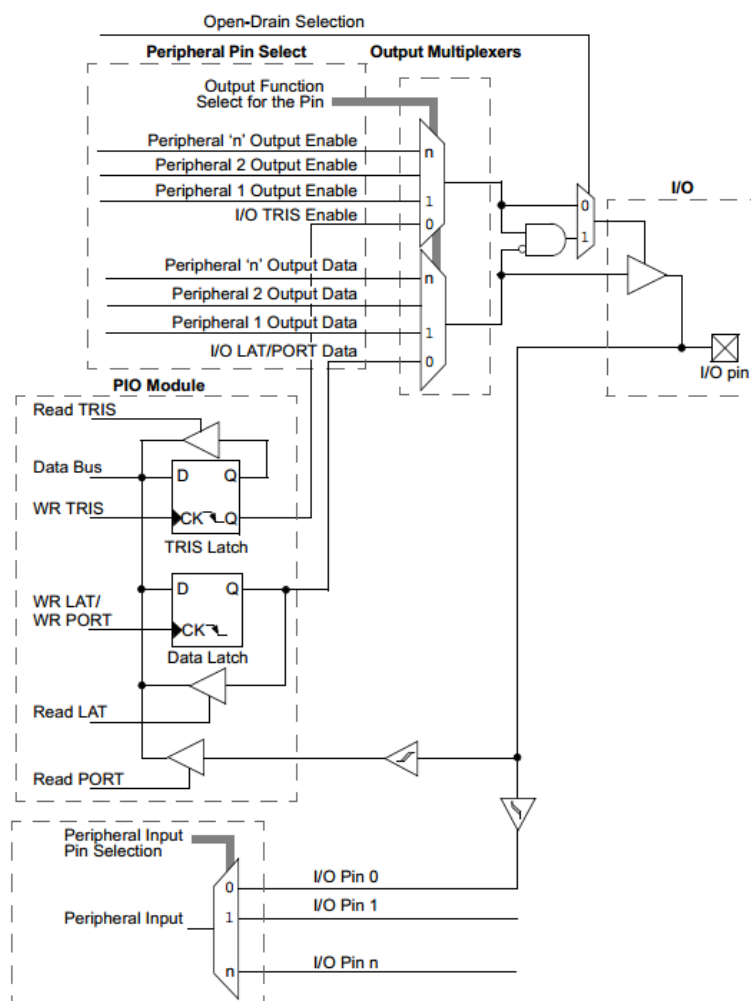 Open-Drain Selection
Peripheral Pin Select
Output Multiplexers
Output Function
Select for the Pin
Peripheral ‘n’ Output Enable
n
Peripheral 2 Output Enable
Peripheral 1 Output Enable
1
I/O TRIS Enable
0
0
1
I/O
Peripheral ‘n’ Output Data
n
Peripheral 2 Output Data
Peripheral 1 Output Data
1
I/O LAT/PORT Data
0
I/O pin
PIO Module
Read TRIS
Data Bus
D Q
WR TRIS
CK Q
TRIS Latch
D Q
WR LAT/
WR PORT
CK
Data Latch
Read LAT
Read PORT
Peripheral Input
Pin Selection
0
I/O Pin 0
Peripheral Input
1
I/O Pin 1
n
I/O Pin n